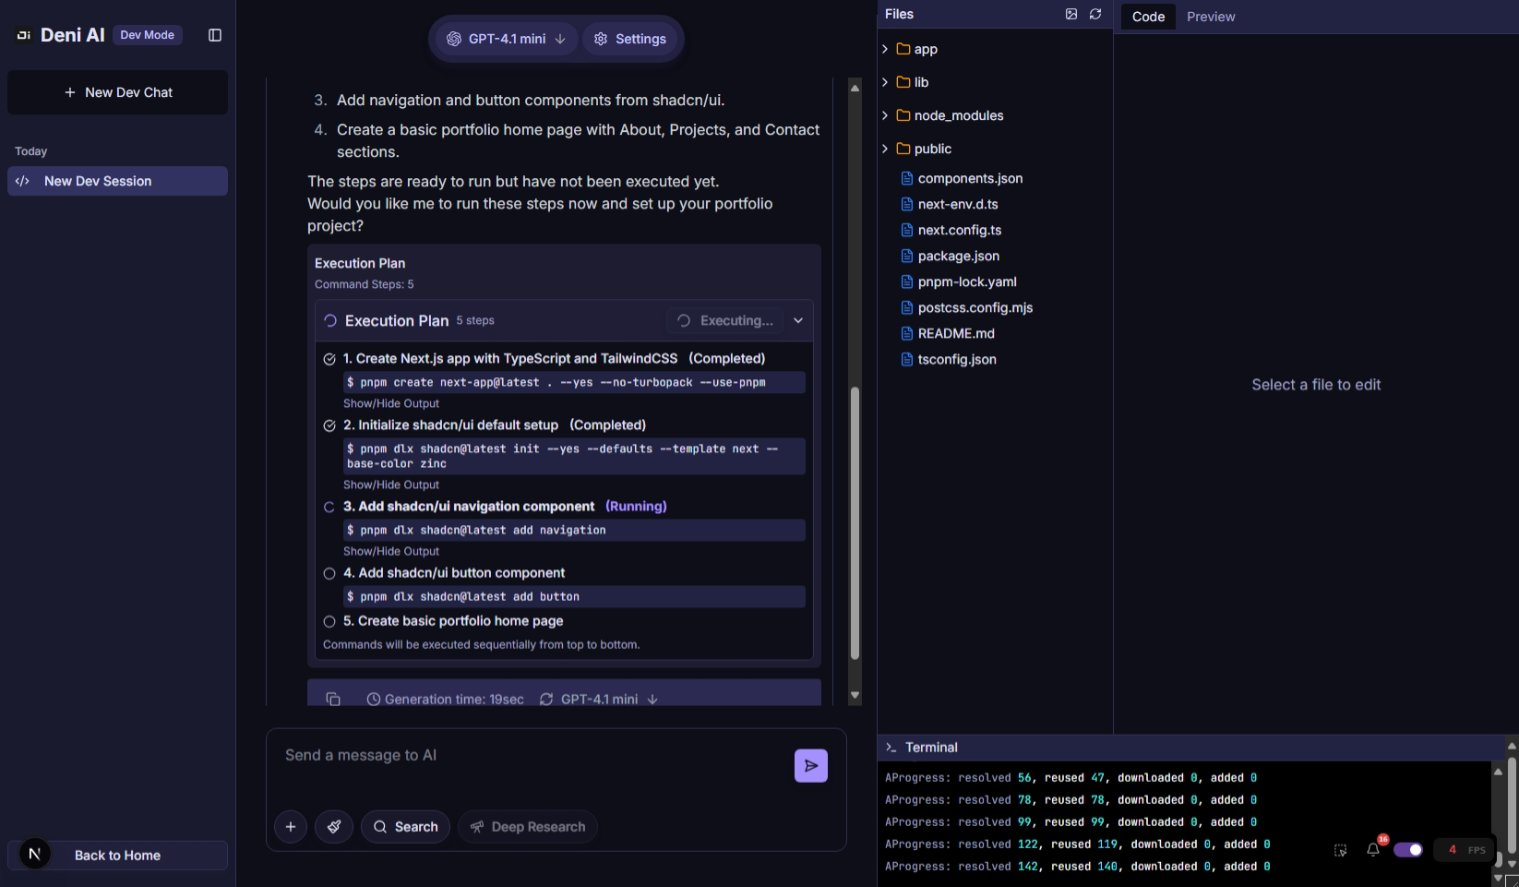 Deni AI
Dev Mode
New Dev Chat
Today
New Dev Session
Back to Home
GPT-4.1 mini
Settings
3. Add navigation and button components from shadcn/ui.
4. Create a basic portfolio home page with About, Projects, and Contact
sections.
The steps are ready to run but have not been executed yet.
Would you like me to run these steps now and set up your portfolio
project?
Execution Plan
Command Steps: 5
Execution Plan 5 steps
Executing...
1. Create Next.js app with TypeScript and TailwindCSS (Completed)
$ pnpm create next-app@latest . --yes --no-turbopack --use-pnpm
Show/Hide Output
2. Initialize shadcn/ui default setup (Completed)
$ pnpm dlx shadcn@latest init --yes --defaults --template next --
base-color zinc
Show/Hide Output
3. Add shadcn/ui navigation component (Running)
$ pnpm dlx shadcn@latest add navigation
Show/Hide Output
4. Add shadcn/ui button component
$ pnpm dlx shadcn@latest add button
5. Create basic portfolio home page
Commands will be executed sequentially from top to bottom.
Generation time: 19sec GPT-4.1 mini
Send a message to AI
Search
Deep Research
Files
app
lib
node_modules
public
components.json
next-env.d.ts
next.config.ts
package.json
pnpm-lock.yaml
postcss.config.mjs
README.md
tsconfig.json
Code Preview
Select a file to edit
Terminal
AProgress: resolved 56, reused 47, downloaded 0, added 0
AProgress: resolved 78, reused 78, downloaded 0, added 0
AProgress: resolved 99, reused 99, downloaded 0, added 0
AProgress: resolved 122, reused 119, downloaded 0, added 0
AProgress: resolved 142, reused 140, downloaded 0, added 0
16
4 FPS
N